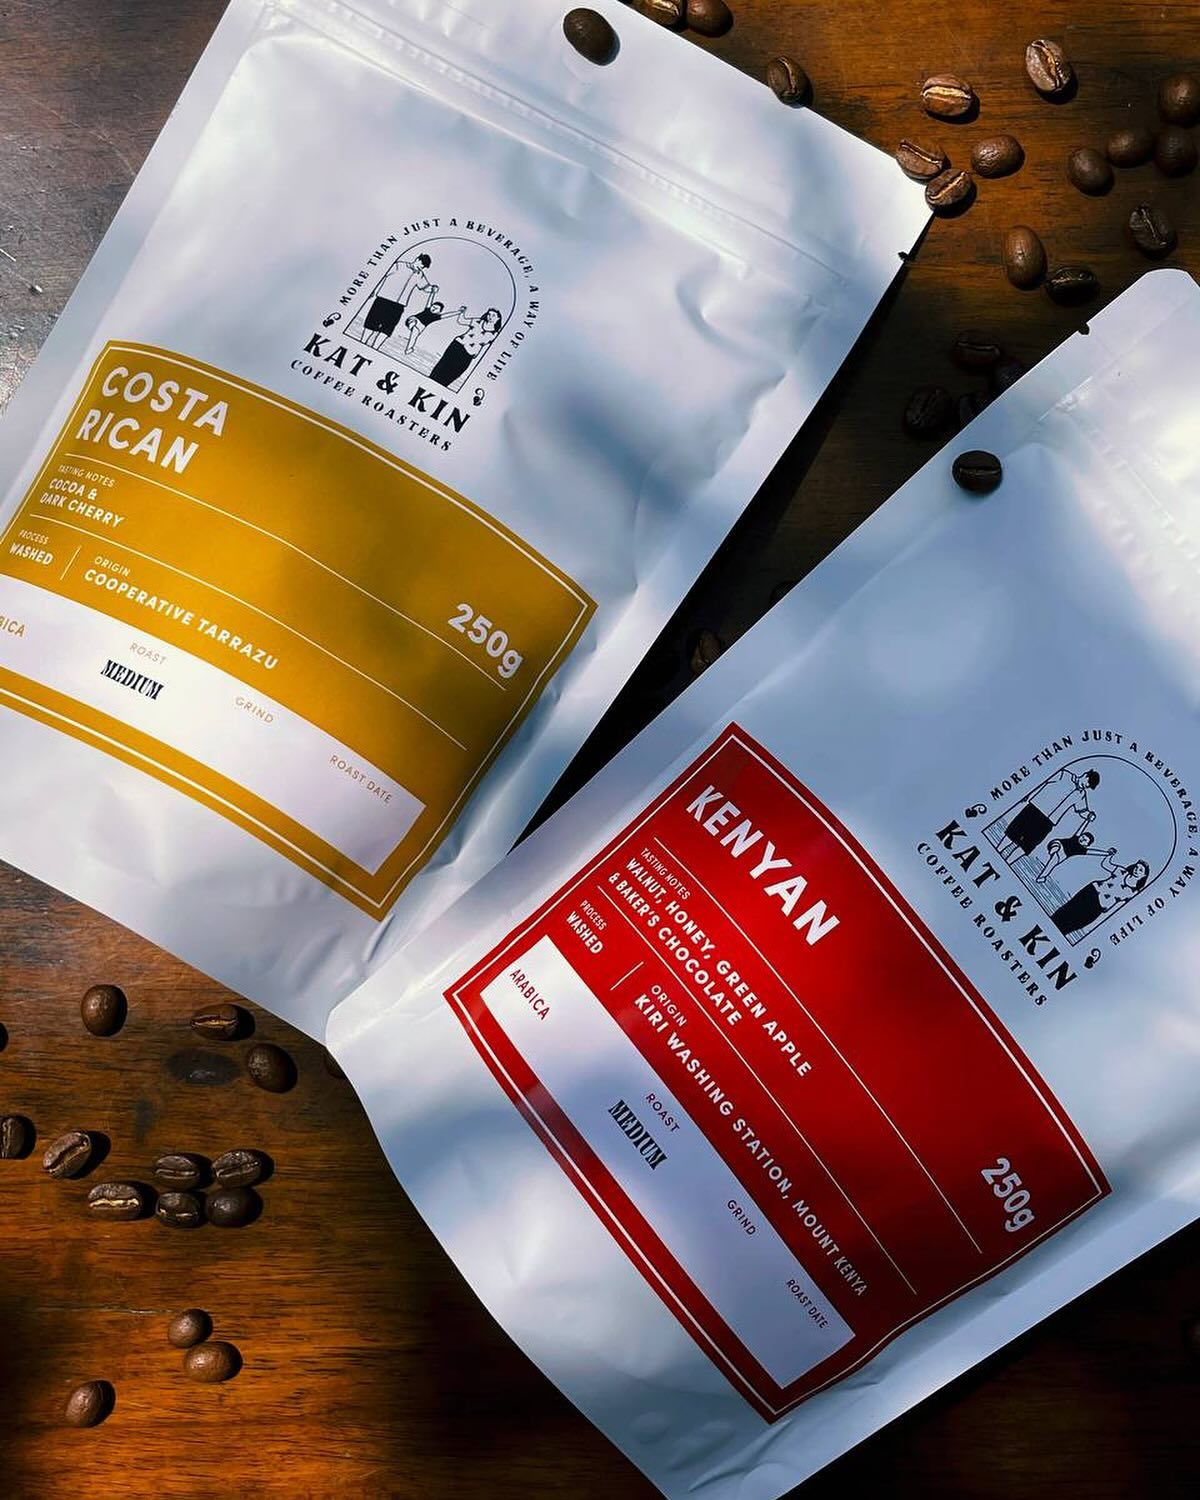 MORE THAN JUST A BEVERAGE, A WAY OF LIFE
KAT & KIN
COFFEE ROASTERS
COSTA
RICAN
TASTING NOTES
COCOA &
DARK CHERRY
PROCESS
WASHED
ORIGIN
COOPERATIVE TARRAZU
250g
BICA
ROAST
MEDIUM
GRIND
ROAST DATE
MORE THAN JUST A BEVERAGE, A WAY OF LIFE
KAT & KIN
COFFEE ROASTERS
KENYAN
TASTING NOTES
WALNUT, HONEY, GREEN APPLE
& BAKER'S CHOCOLATE
PROCESS
WASHED
ORIGIN
KIRI WASHING STATION, MOUNT KENYA
250g
ARABICA
ROAST
MEDIUM
GRIND
ROAST DATE